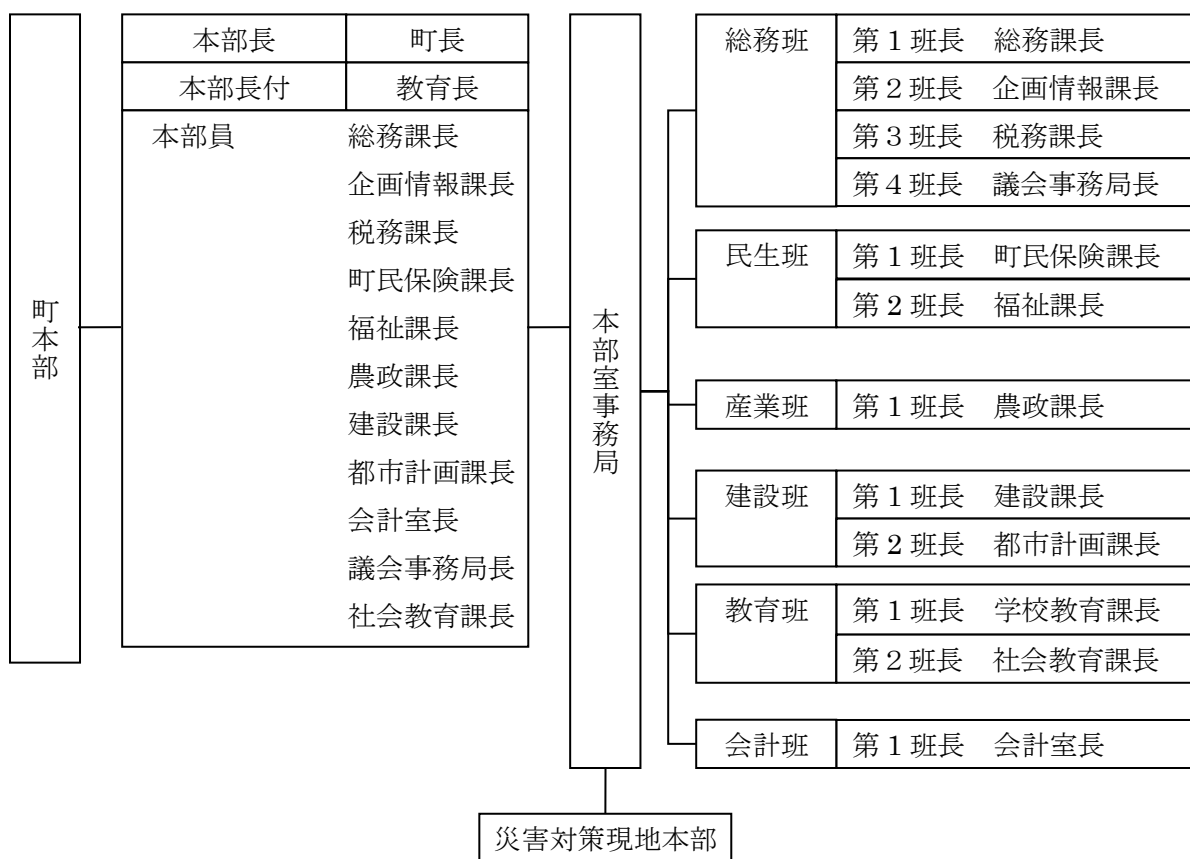 町本部
本部長 町長
本部長付 教育長
本部員 総務課長
企画情報課長
税務課長
町民保険課長
福祉課長
農政課長
建設課長
都市計画課長
会計室長
議会事務局長
社会教育課長
本部室事務局
総務班 第1班長 総務課長
第2班長 企画情報課長
第3班長 税務課長
第4班長 議会事務局長
民生班 第1班長 町民保険課長
第2班長 福祉課長
産業班 第1班長 農政課長
建設班 第1班長 建設課長
第2班長 都市計画課長
教育班 第1班長 学校教育課長
第2班長 社会教育課長
会計班 第1班長 会計室長
災害対策現地本部